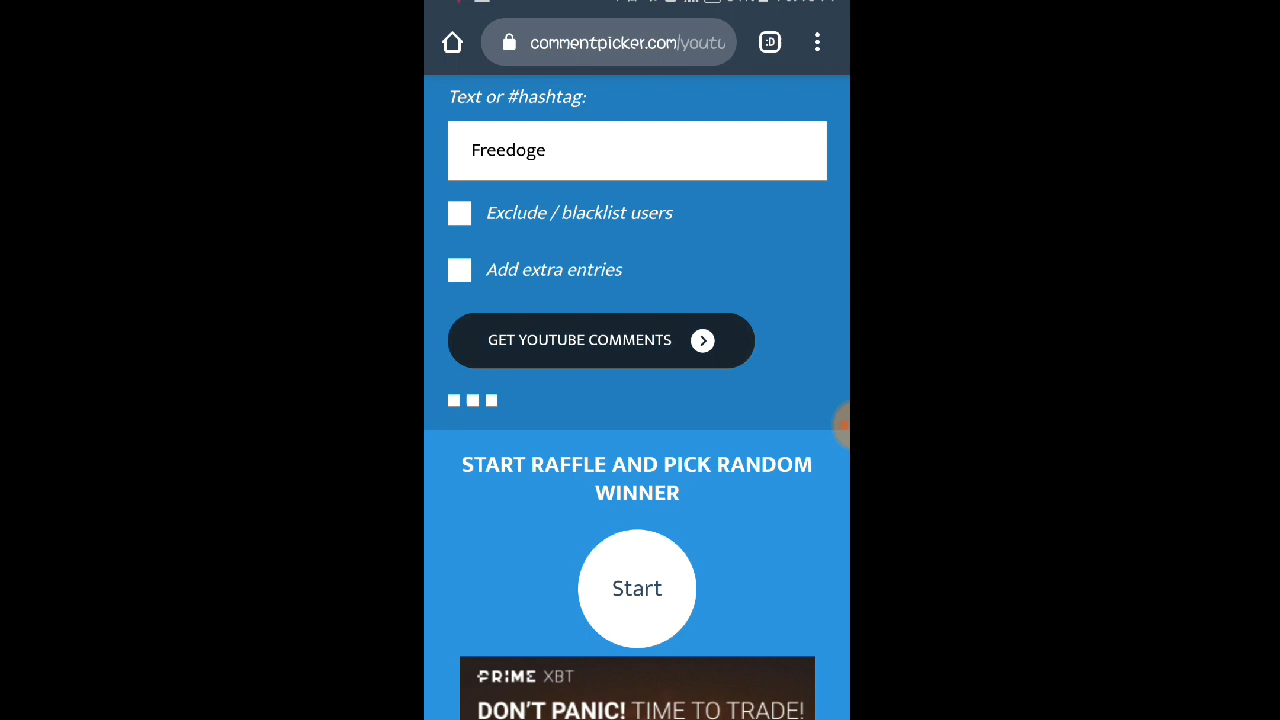 commentpicker.com/youtu
:D
Text or #hashtag:
Freedoge
Exclude / blacklist users
Add extra entries
GET YOUTUBE COMMENTS
START RAFFLE AND PICK RANDOM
WINNER
Start
PRIME XBT
DON'T PANIC! TIME TO TRADE!